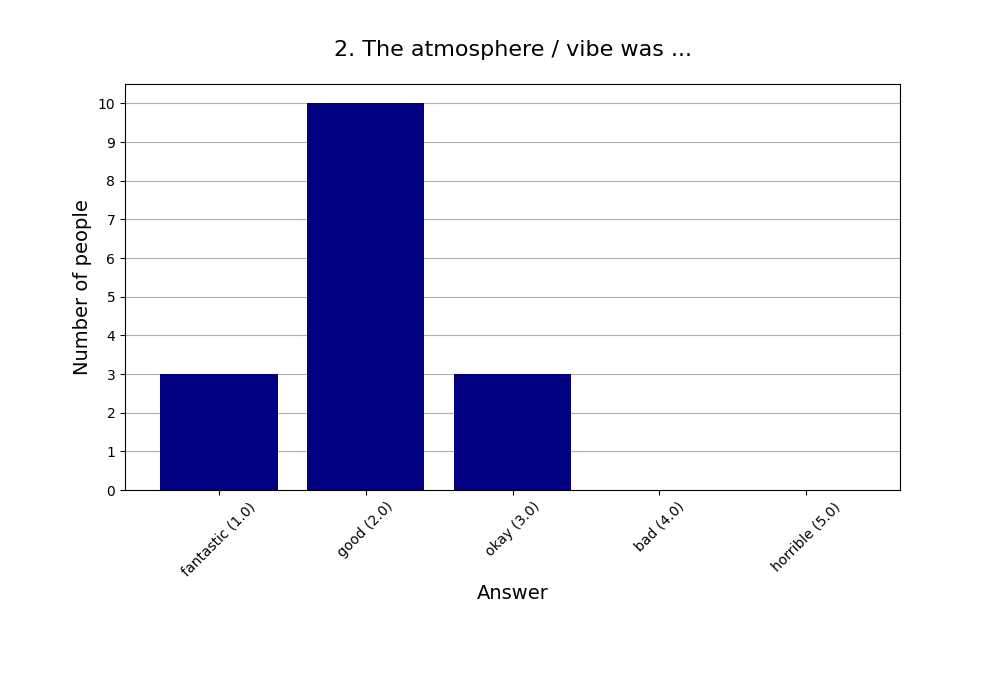 2. The atmosphere / vibe was ...
Number of people
10
9
8
7
6
5
4
3
2
1
0
fantastic (1.0)
good (2.0)
okay (3.0)
bad (4.0)
horrible (5.0)
Answer